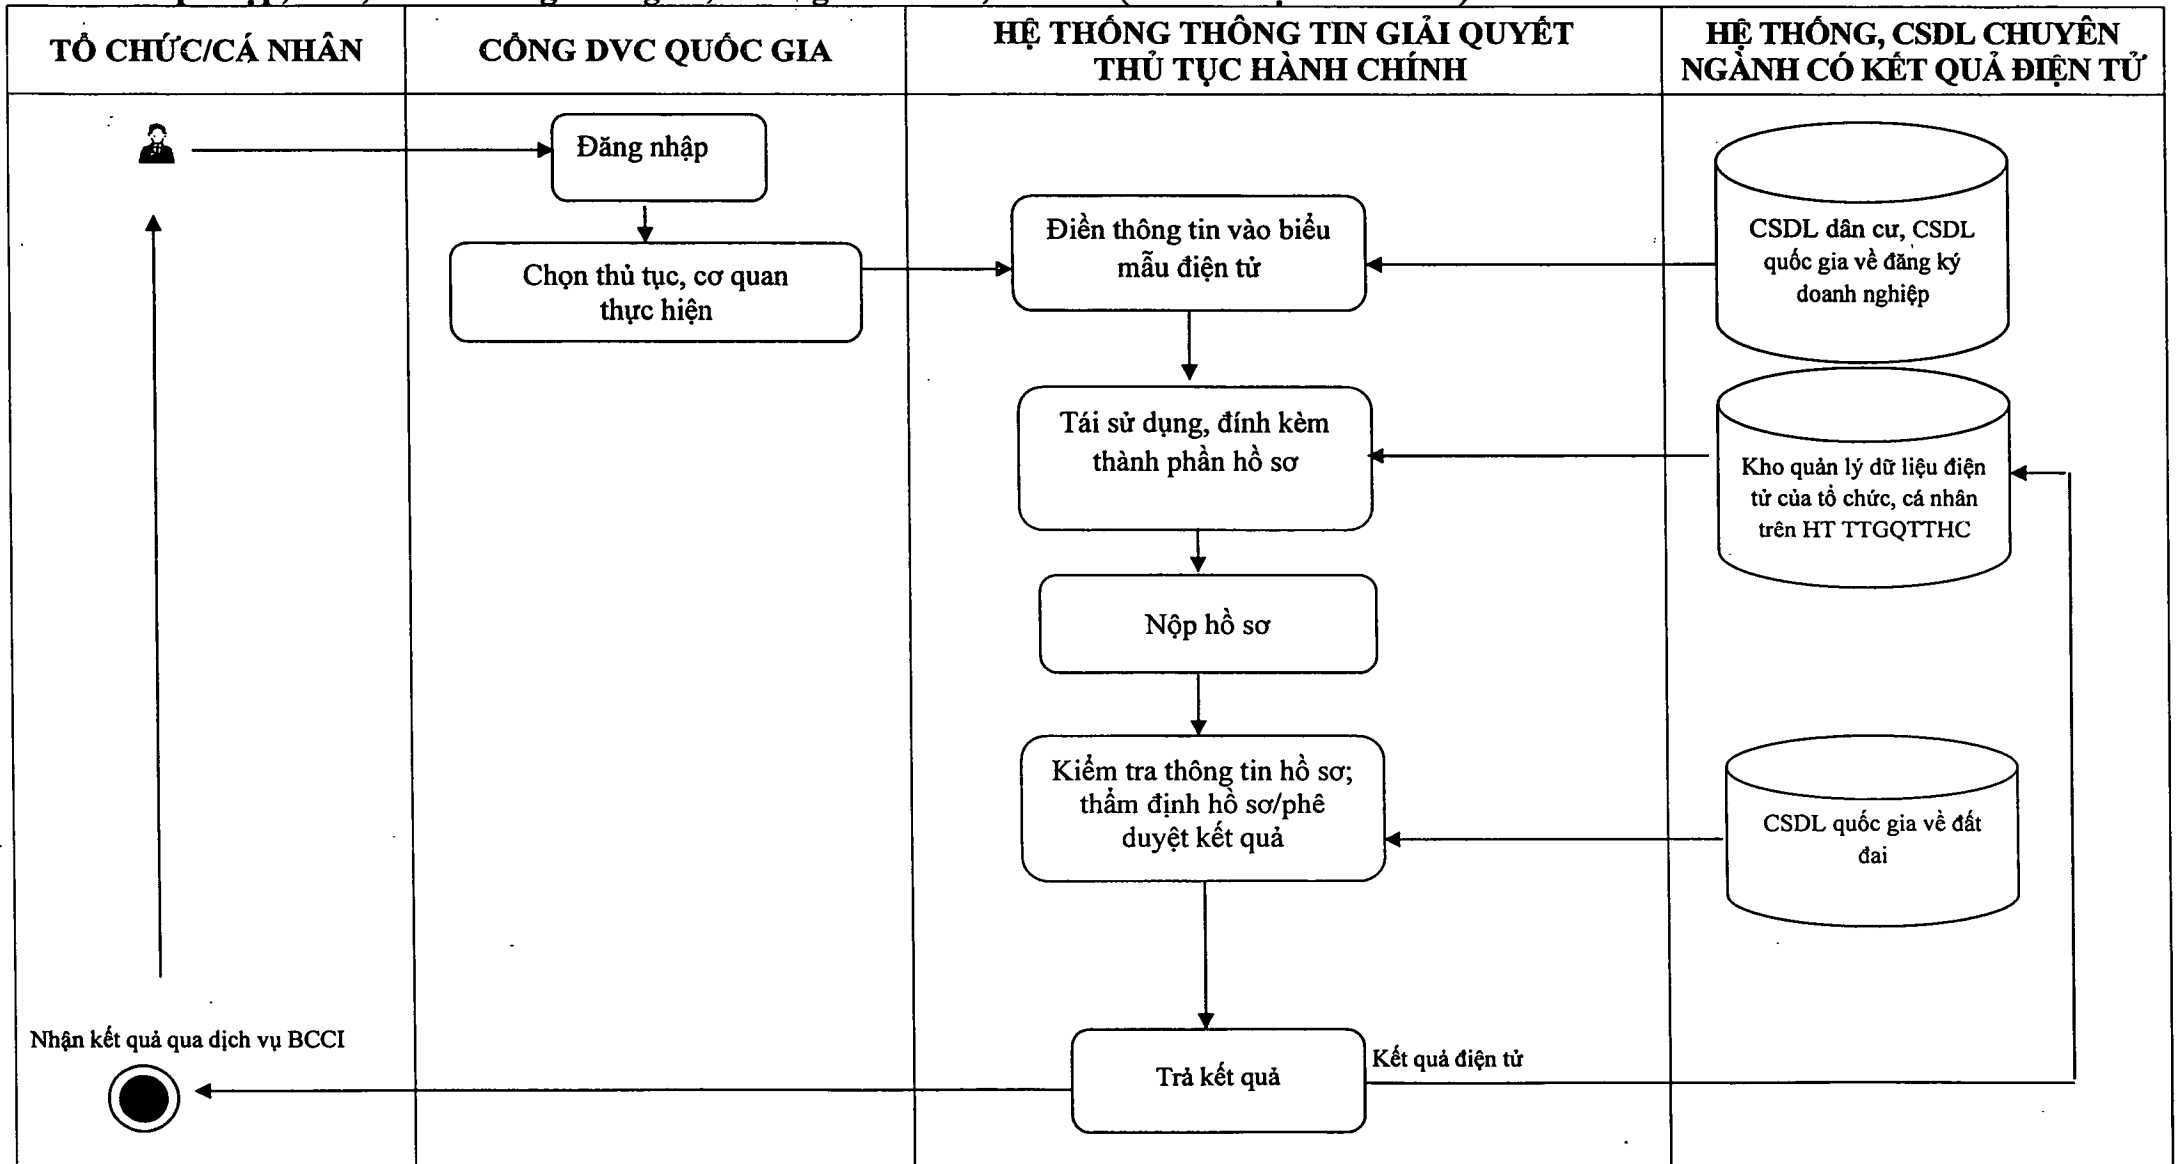 TỔ CHỨC/CÁ NHÂN
CỔNG DVC QUỐC GIA
HỆ THỐNG THÔNG TIN GIẢI QUYẾT
THỦ TỤC HÀNH CHÍNH
HỆ THỐNG, CSDL CHUYÊN
NGÀNH CÓ KẾT QUẢ ĐIỆN TỬ
Đăng nhập
Chọn thủ tục, cơ quan
thực hiện
Điền thông tin vào biểu
mẫu điện tử
CSDL dân cư, CSDL
quốc gia về đăng ký
doanh nghiệp
Tái sử dụng, đính kèm
thành phần hồ sơ
Kho quản lý dữ liệu điện
tử của tổ chức, cá nhân
trên HT TTGQTTHC
Nộp hồ sơ
Kiểm tra thông tin hồ sơ;
thẩm định hồ sơ/phê
duyệt kết quả
CSDL quốc gia về đất
đai
Nhận kết quả qua dịch vụ BCCI
Trả kết quả
Kết quả điện tử